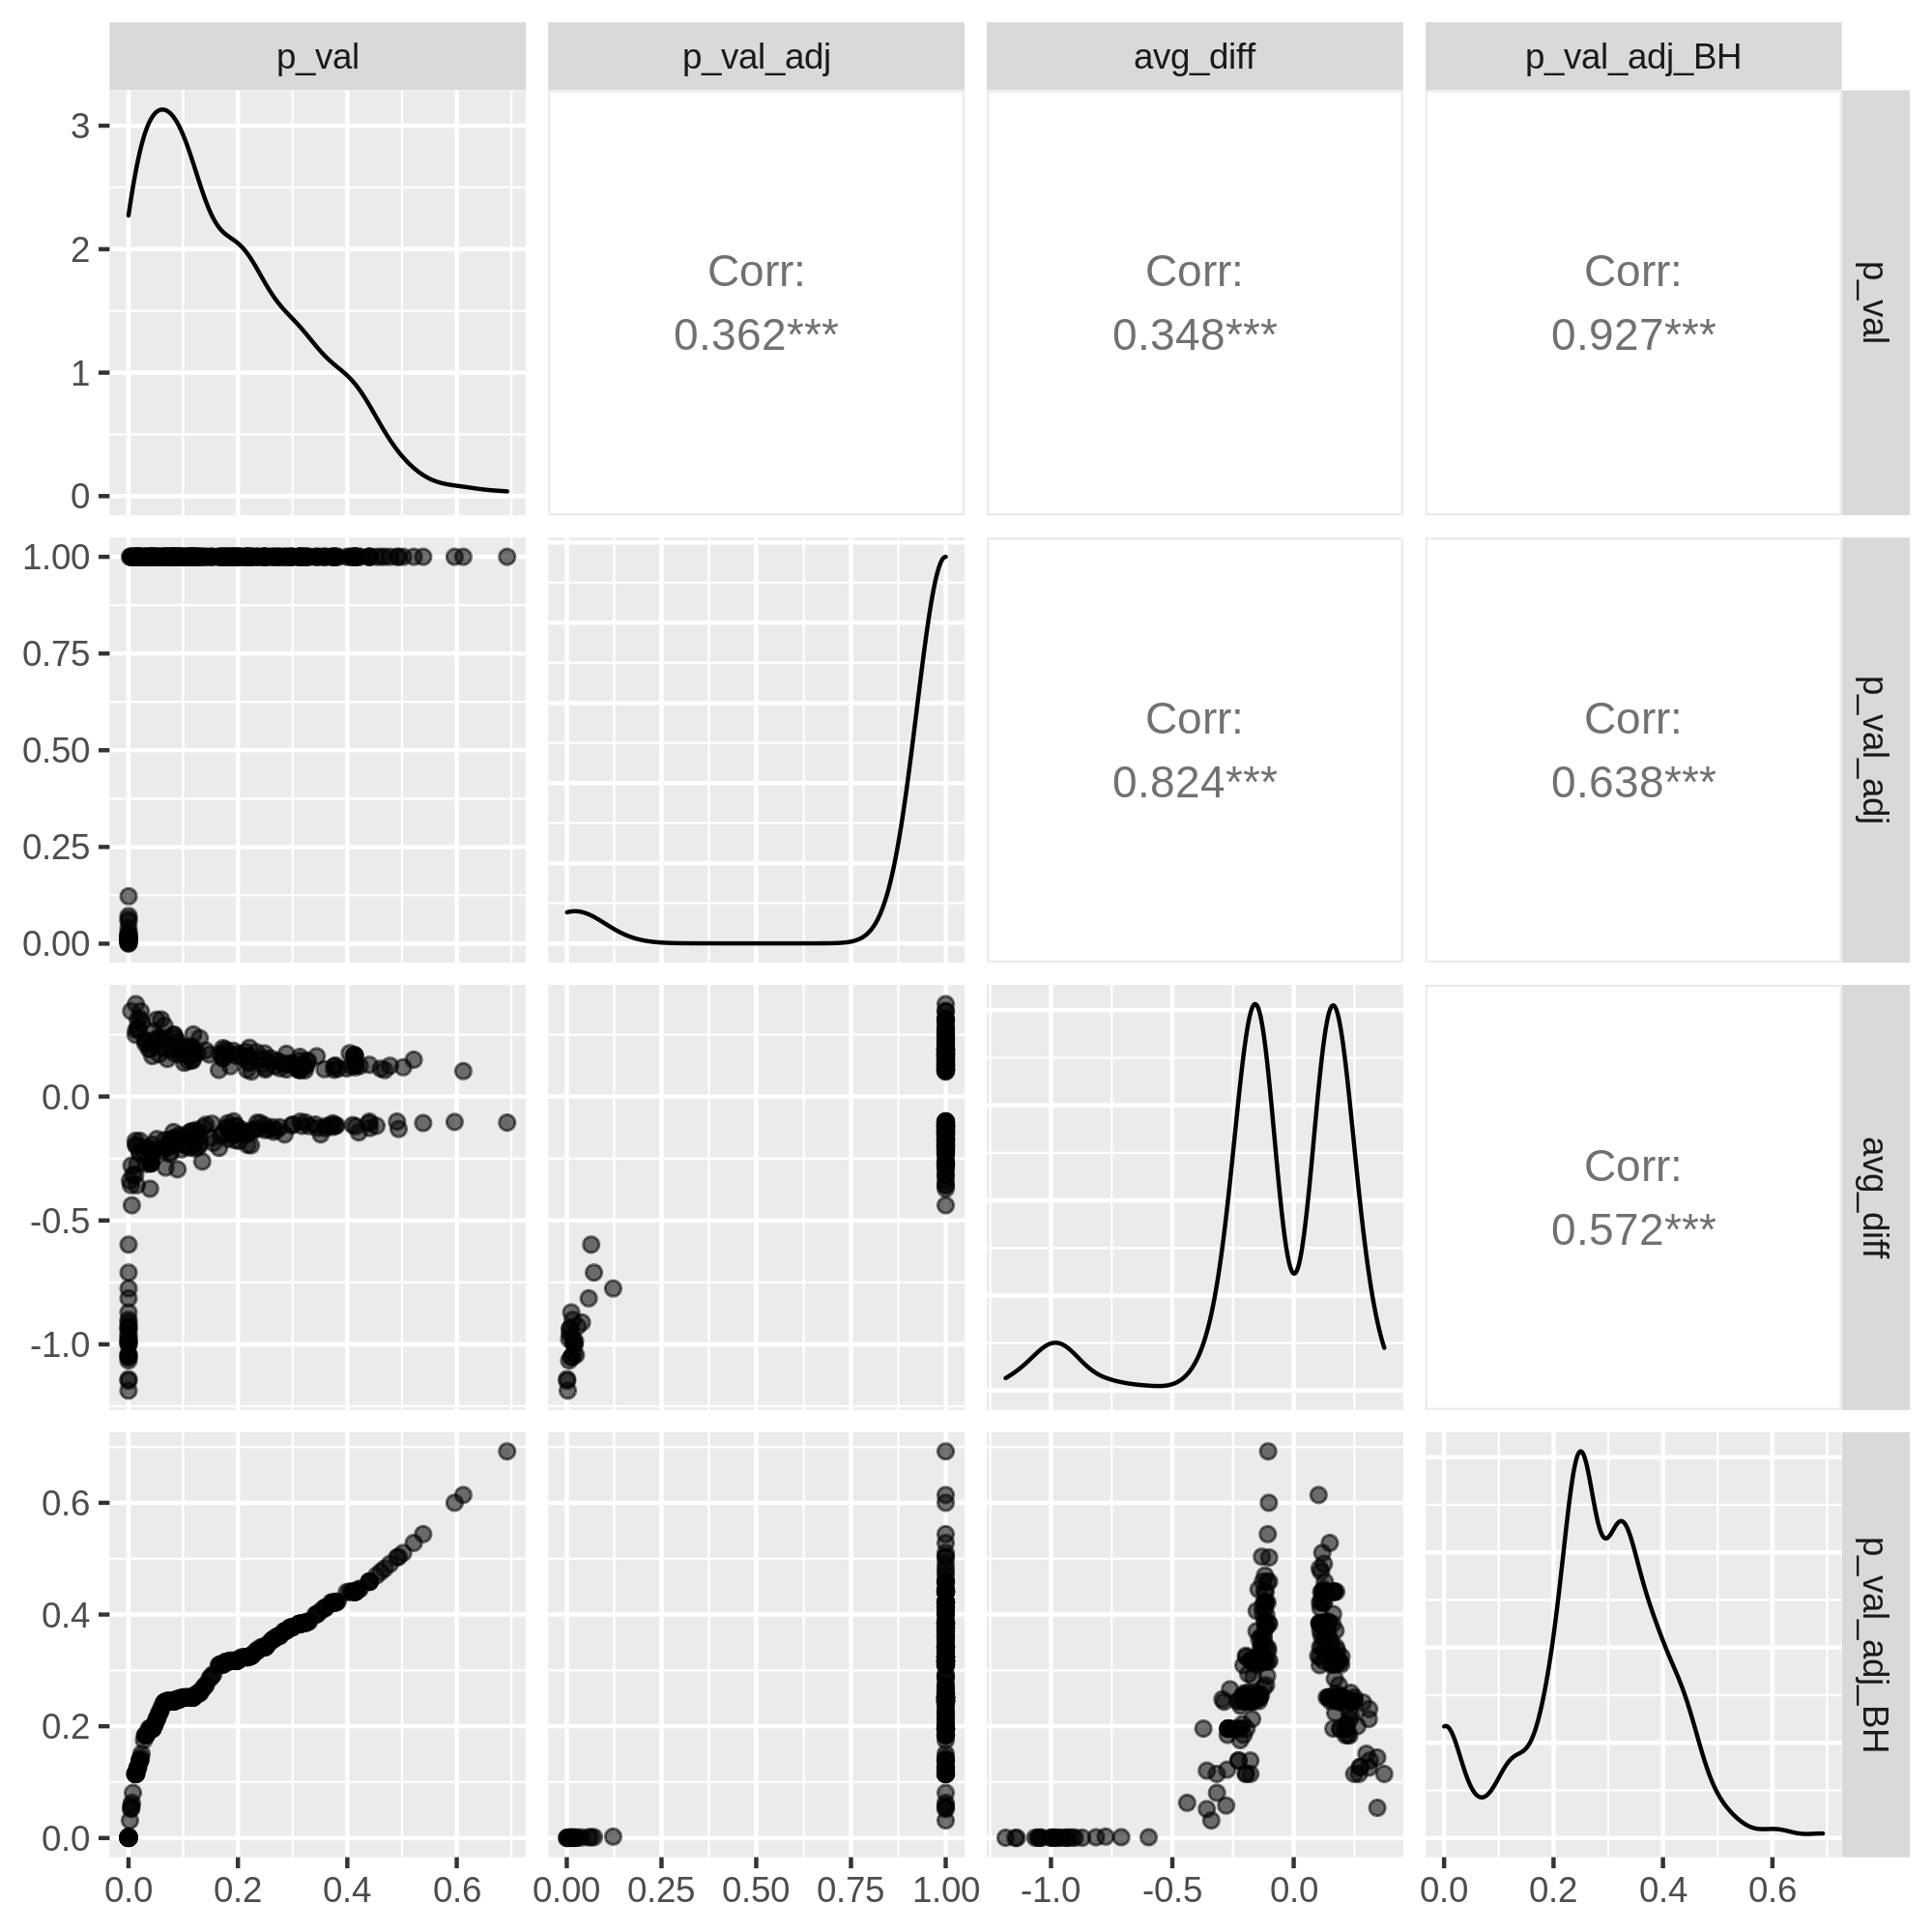 p_val p_val_adj avg_diff p_val_adj_BH
3
2
1
0
Corr:
0.362***
Corr:
0.348***
Corr:
0.927***
p_val
1.00
0.75
0.50
0.25
0.00
Corr:
0.824***
Corr:
0.638***
p_val_adj
0.0
-0.5
-1.0
Corr:
0.572***
avg_diff
0.6
0.4
0.2
0.0
p_val_adj_BH
0.0 0.2 0.4 0.6 0.00 0.25 0.50 0.75 1.00 -1.0 -0.5 0.0 0.0 0.2 0.4 0.6